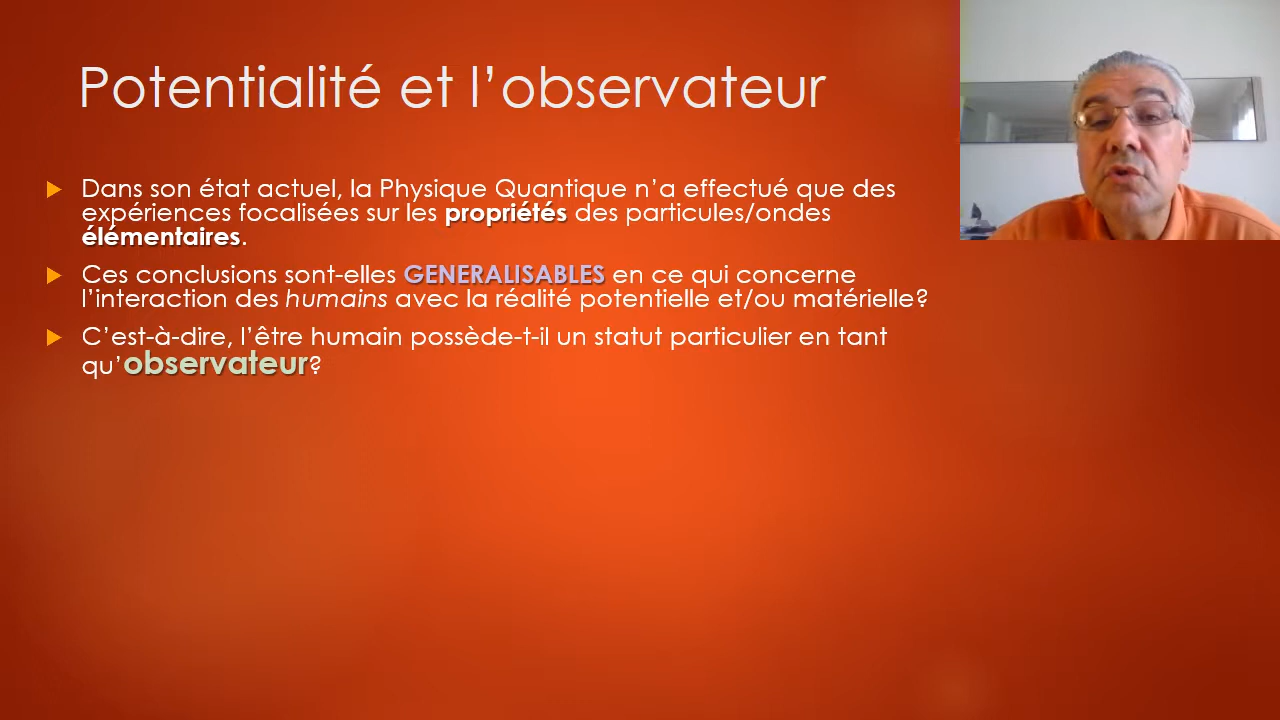 Potentialité et l’observateur
Dans son état actuel, la Physique Quantique n’a effectué que des
expériences focalisées sur les propriétés des particules/ondes
élémentaires.
Ces conclusions sont-elles GENERALISABLES en ce qui concerne
l’interaction des humains avec la réalité potentielle et/ou matérielle?
C’est-à-dire, l’être humain possède-t-il un statut particulier en tant
qu’observateur?